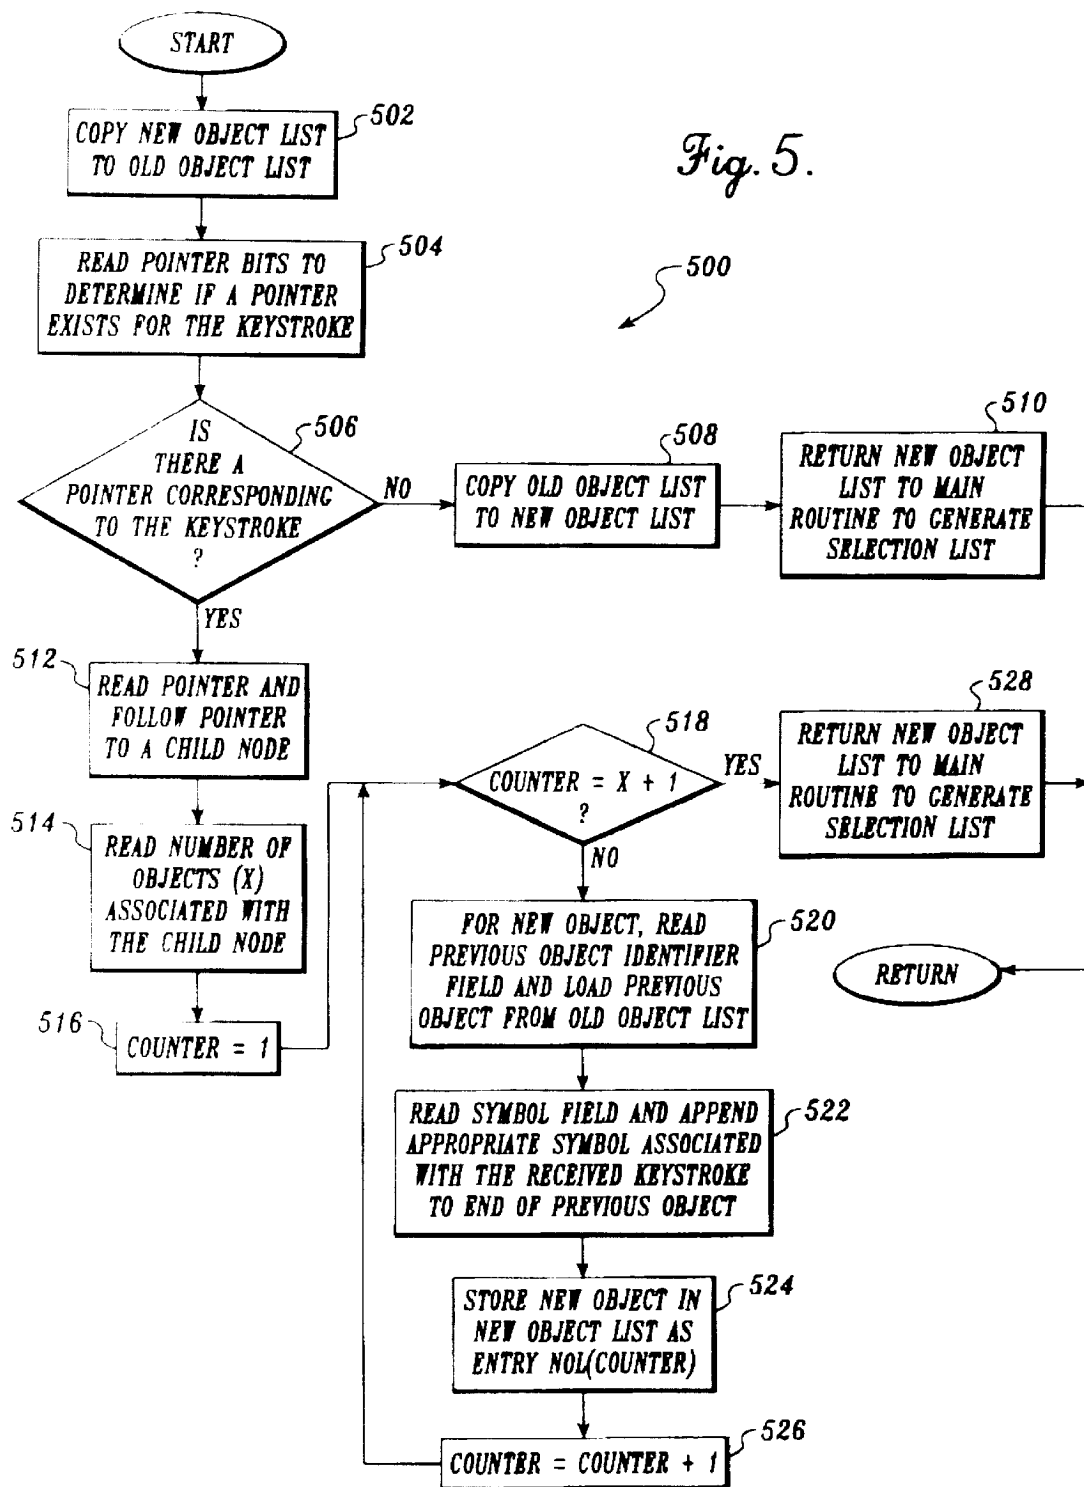 START
502
COPY NEW OBJECT LIST
TO OLD OBJECT LIST
Fig. 5.
504
READ POINTER BITS TO
DETERMINE IF A POINTER
EXISTS FOR THE KEYSTROKE
500
506
IS
THERE A
POINTER CORRESPONDING
TO THE KEYSTROKE
?
NO
508
COPY OLD OBJECT LIST
TO NEW OBJECT LIST
510
RETURN NEW OBJECT
LIST TO MAIN
ROUTINE TO GENERATE
SELECTION LIST
YES
512
READ POINTER AND
FOLLOW POINTER
TO A CHILD NODE
514
READ NUMBER OF
OBJECTS (X)
ASSOCIATED WITH
THE CHILD NODE
516
COUNTER = 1
518
COUNTER = X + 1
?
YES
528
RETURN NEW OBJECT
LIST TO MAIN
ROUTINE TO GENERATE
SELECTION LIST
NO
520
FOR NEW OBJECT, READ
PREVIOUS OBJECT IDENTIFIER
FIELD AND LOAD PREVIOUS
OBJECT FROM OLD OBJECT LIST
RETURN
522
READ SYMBOL FIELD AND APPEND
APPROPRIATE SYMBOL ASSOCIATED
WITH THE RECEIVED KEYSTROKE
TO END OF PREVIOUS OBJECT
524
STORE NEW OBJECT IN
NEW OBJECT LIST AS
ENTRY NOL(COUNTER)
526
COUNTER = COUNTER + 1